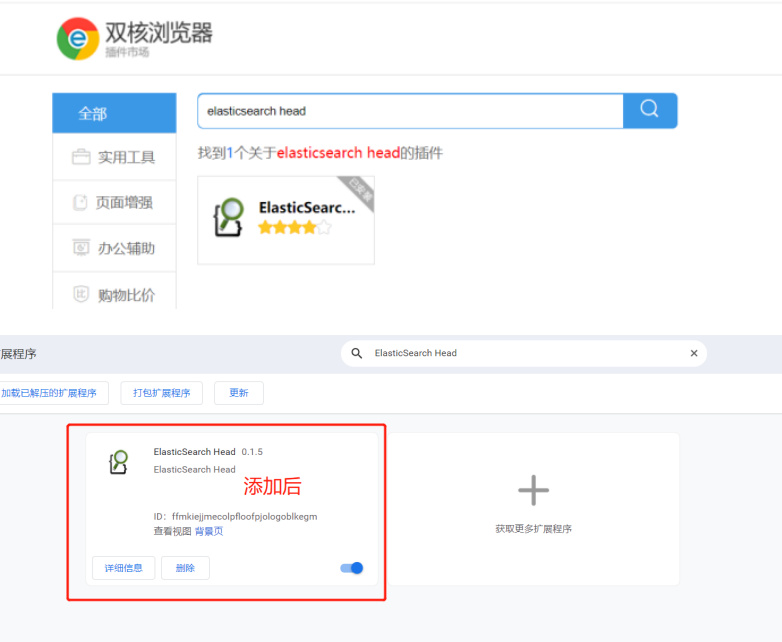 双核浏览器
插件市场
全部
实用工具
页面增强
办公辅助
购物比价
elasticsearch head
找到1个关于elasticsearch head的插件
已安装
ElasticSearc...
展程序
ElasticSearch Head
加载已解压的扩展程序
打包扩展程序
更新
ElasticSearch Head 0.1.5
ElasticSearch Head
添加后
ID: ffmkiejjmecolpfloofpjologoblkegm
查看视图 背景页
详细信息
删除
获取更多扩展程序